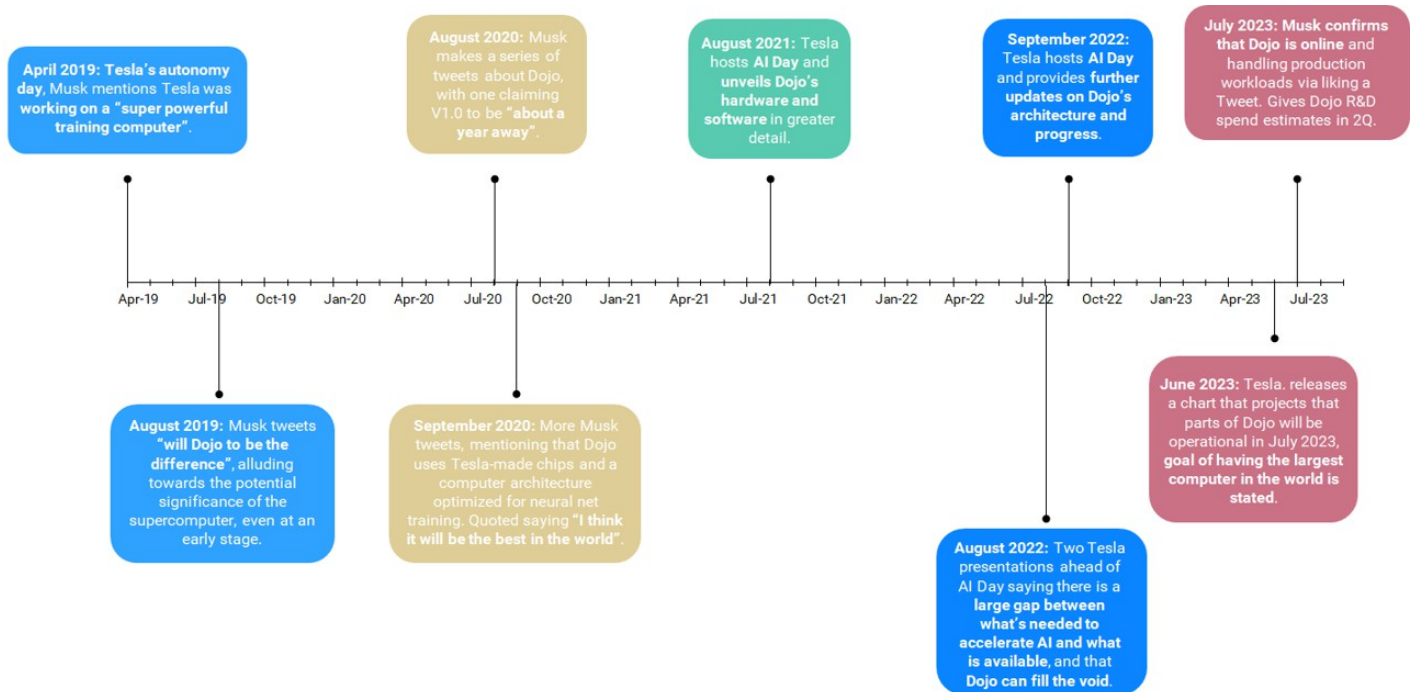 April 2019: Tesla's autonomy
day, Musk mentions Tesla was
working on a “super powerful
training computer”.
August 2020: Musk
makes a series of
tweets about Dojo,
with one claiming
V1.0 to be “about a
year away”.
August 2021: Tesla
hosts AI Day and
unveils Dojo's
hardware and
software in greater
detail.
September 2022:
Tesla hosts AI Day
and provides further
updates on Dojo's
architecture and
progress.
July 2023: Musk confirms
that Dojo is online and
handling production
workloads via liking a
Tweet. Gives Dojo R&D
spend estimates in 2Q.
Apr-19 Jul-19 Oct-19 Jan-20 Apr-20 Jul-20 Oct-20 Jan-21 Apr-21 Jul-21 Oct-21 Jan-22 Apr-22 Jul-22 Oct-22 Jan-23 Apr-23 Jul-23
August 2019: Musk tweets
“will Dojo to be the
difference”, alluding
towards the potential
significance of the
supercomputer, even at an
early stage.
September 2020: More Musk
tweets, mentioning that Dojo
uses Tesla-made chips and a
computer architecture
optimized for neural net
training. Quoted saying “I think
it will be the best in the world”.
August 2022: Two Tesla
presentations ahead of
AI Day saying there is a
large gap between
what's needed to
accelerate AI and what
is available, and that
Dojo can fill the void.
June 2023: Tesla. releases
a chart that projects that
parts of Dojo will be
operational in July 2023,
goal of having the largest
computer in the world is
stated.